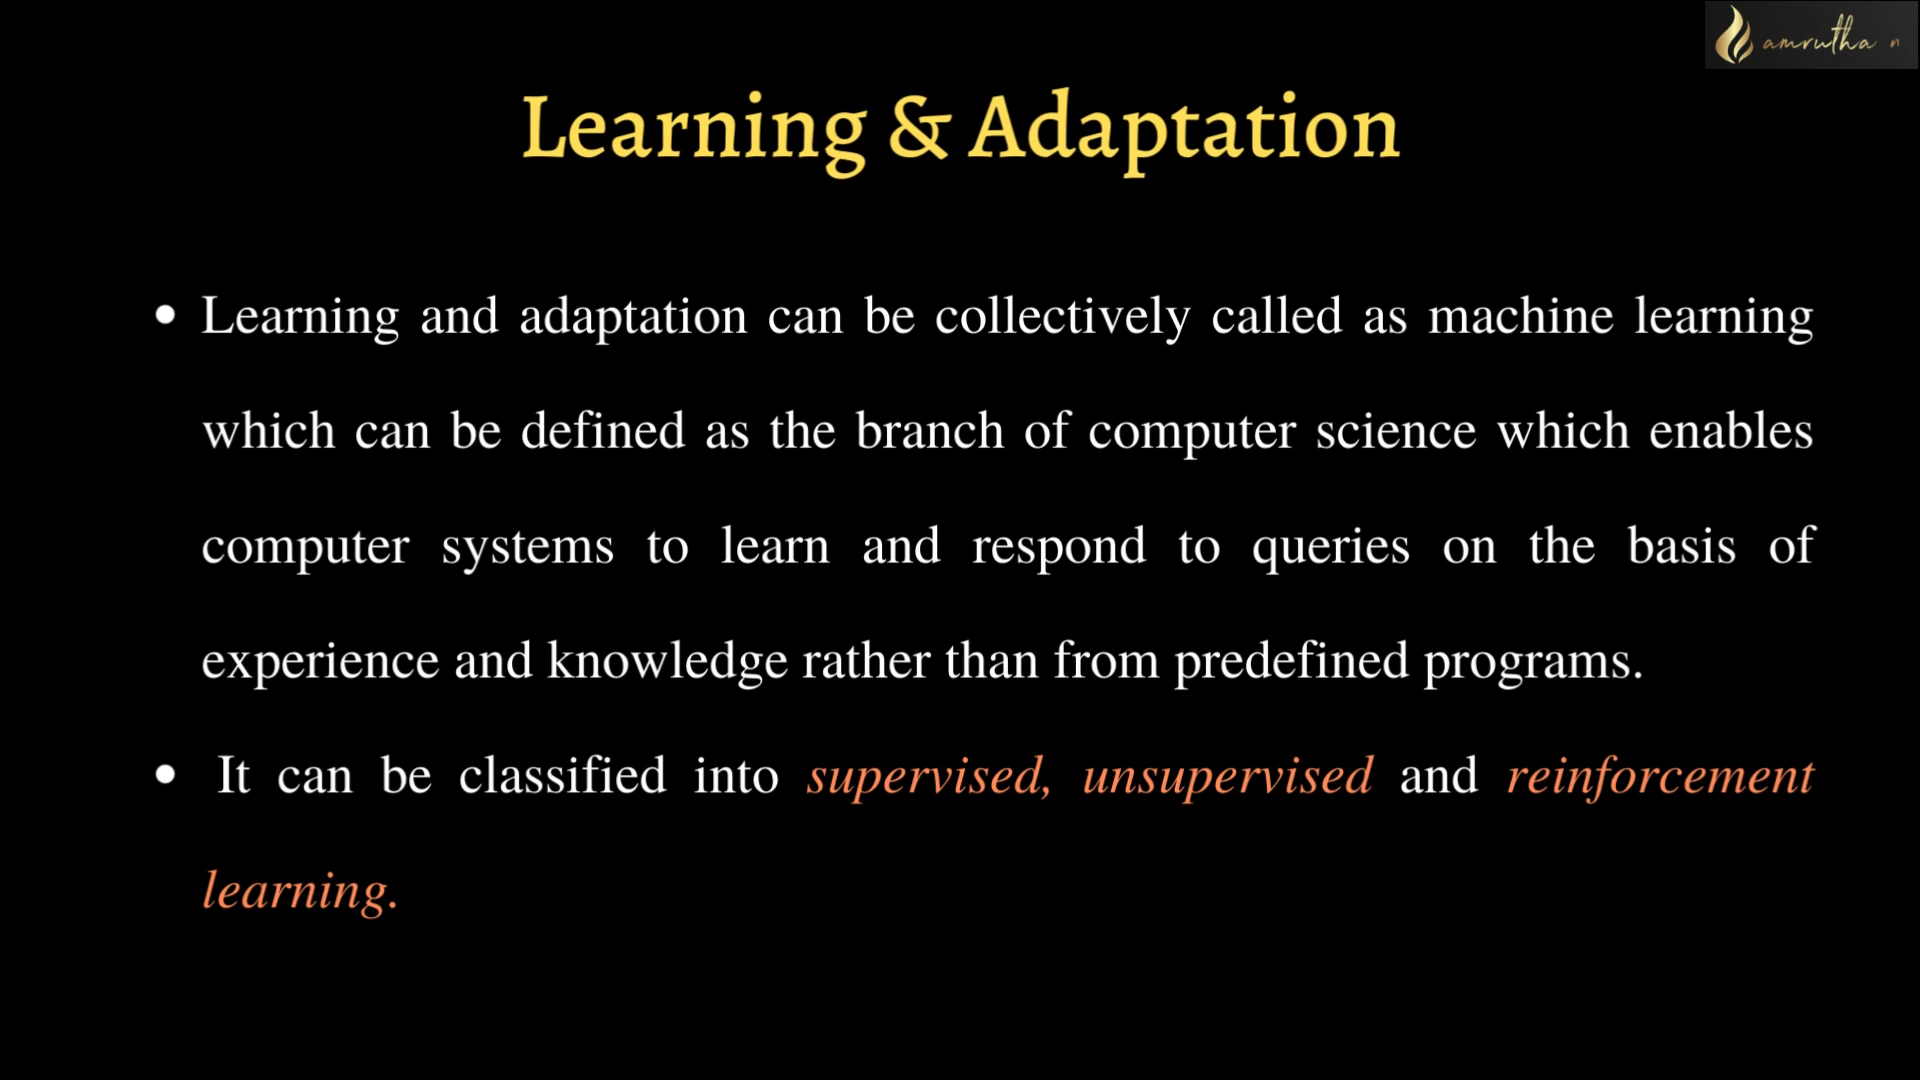 amrutha n
Learning & Adaptation
• Learning and adaptation can be collectively called as machine learning
which can be defined as the branch of computer science which enables
computer systems to learn and respond to queries on the basis of
experience and knowledge rather than from predefined programs.
• It can be classified into supervised, unsupervised and reinforcement
learning.